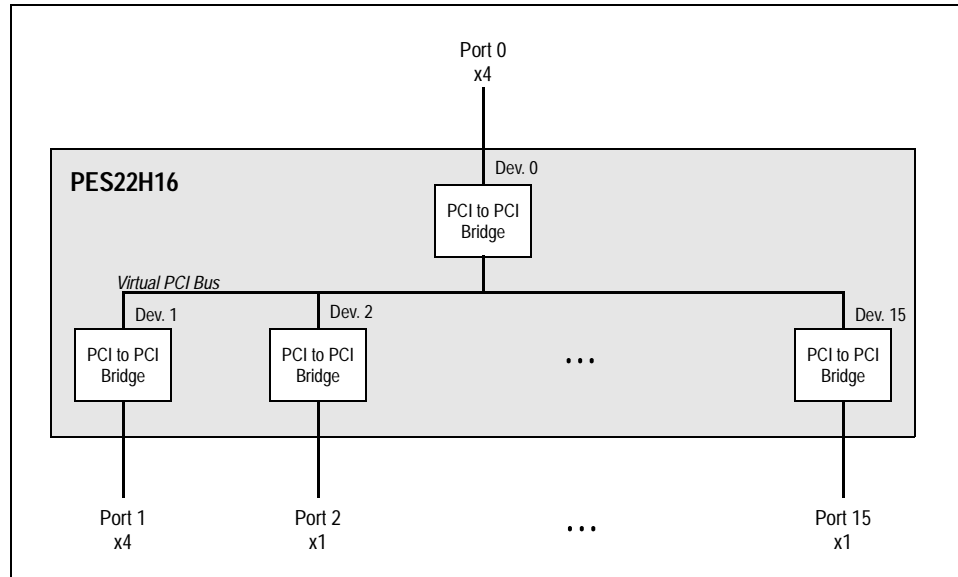 Port 0
x4
PES22H16
Dev. 0
PCI to PCI
Bridge
Virtual PCI Bus
Dev. 1
Dev. 2
Dev. 15
PCI to PCI
Bridge
PCI to PCI
Bridge
...
PCI to PCI
Bridge
Port 1
x4
Port 2
x1
...
Port 15
x1